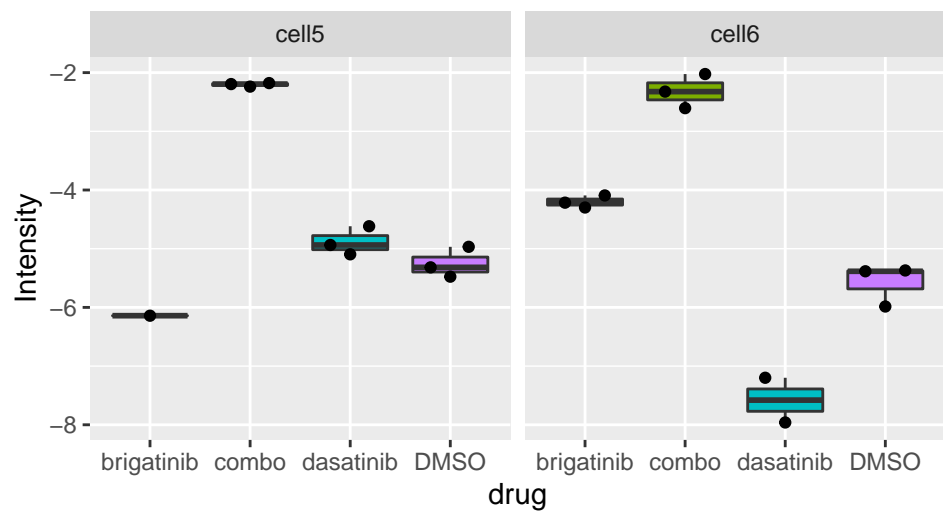 cell5 cell6
Intensity
−2
−4
−6
−8
brigatinib combo dasatinib DMSO brigatinib combo dasatinib DMSO
drug